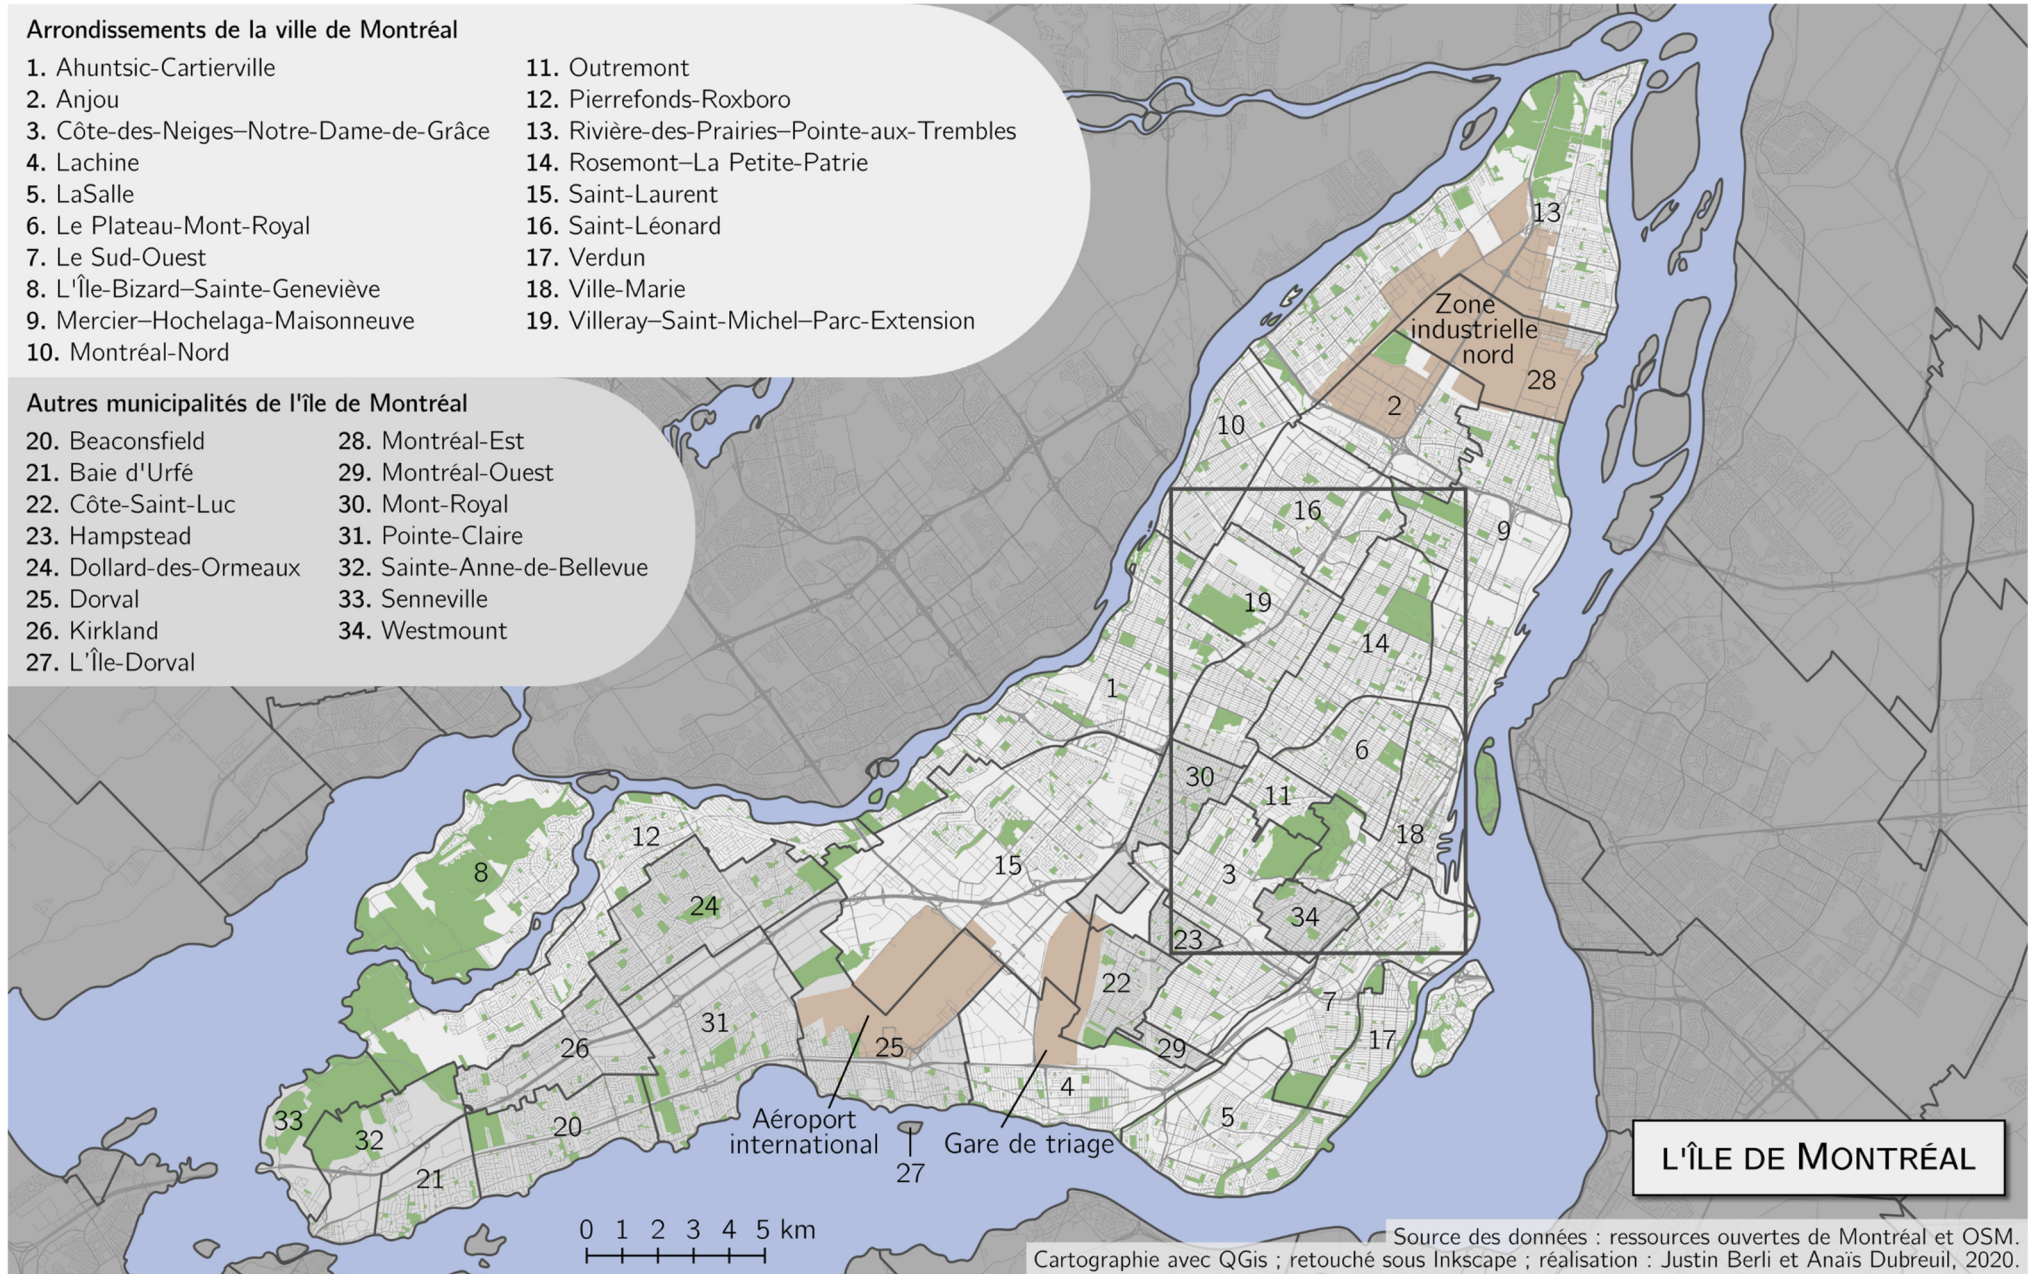 Arrondissements de la ville de Montréal
1. Ahuntsic-Cartierville
2. Anjou
3. Côte-des-Neiges–Notre-Dame-de-Grâce
4. Lachine
5. LaSalle
6. Le Plateau-Mont-Royal
7. Le Sud-Ouest
8. L'Île-Bizard–Sainte-Geneviève
9. Mercier–Hochelaga-Maisonneuve
10. Montréal-Nord
11. Outremont
12. Pierrefonds-Roxboro
13. Rivière-des-Prairies–Pointe-aux-Trembles
14. Rosemont–La Petite-Patrie
15. Saint-Laurent
16. Saint-Léonard
17. Verdun
18. Ville-Marie
19. Villeray–Saint-Michel–Parc-Extension
Autres municipalités de l'île de Montréal
20. Beaconsfield
21. Baie d'Urfé
22. Côte-Saint-Luc
23. Hampstead
24. Dollard-des-Ormeaux
25. Dorval
26. Kirkland
27. L'Île-Dorval
28. Montréal-Est
29. Montréal-Ouest
30. Mont-Royal
31. Pointe-Claire
32. Sainte-Anne-de-Bellevue
33. Senneville
34. Westmount
13
Zone
industrielle
nord
28
2
10
16
9
19
14
1
6
30
11
12
18
15
8
3
24
34
23
22
7
31
17
26
25
29
4
33
20
5
32
21
Aéroport
international
Gare de triage
27
L'ÎLE DE MONTRÉAL
0 1 2 3 4 5 km
Source des données : ressources ouvertes de Montréal et OSM.
Cartographie avec QGis ; retouché sous Inkscape ; réalisation : Justin Berli et Anaïs Dubreuil, 2020.